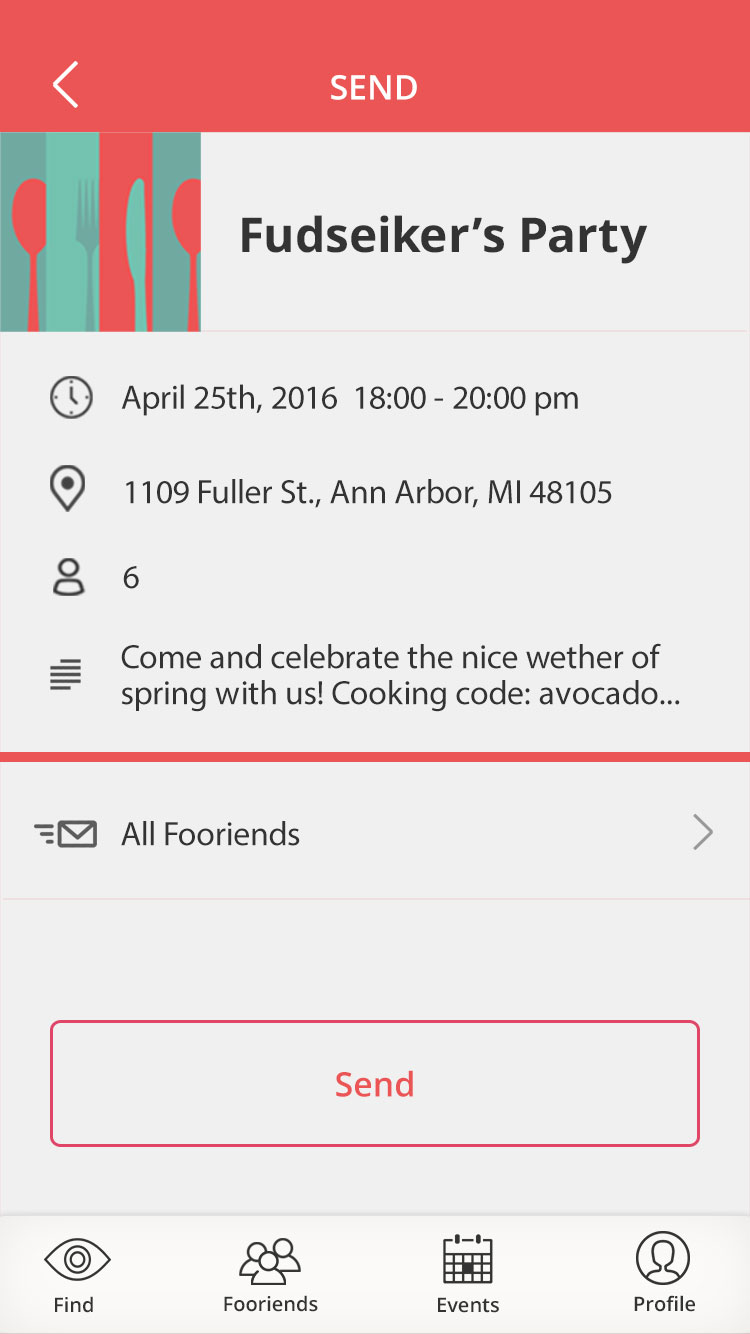 SEND
Fudseiker’s Party
April 25th, 2016  18:00 - 20:00 pm
1109 Fuller St., Ann Arbor, MI 48105
6
Come and celebrate the nice wether of
spring with us! Cooking code: avocado...
All Fooriends
Send
Find
Fooriends
Events
Profile